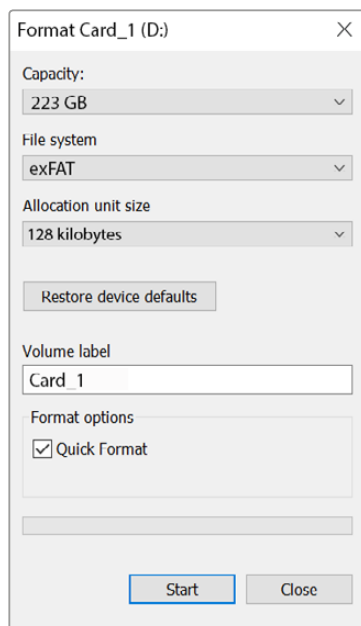 Format Card_1 (D:)
Capacity:
223 GB
File system
exFAT
Allocation unit size
128 kilobytes
Restore device defaults
Volume label
Card_1
Format options
Quick Format
Start Close